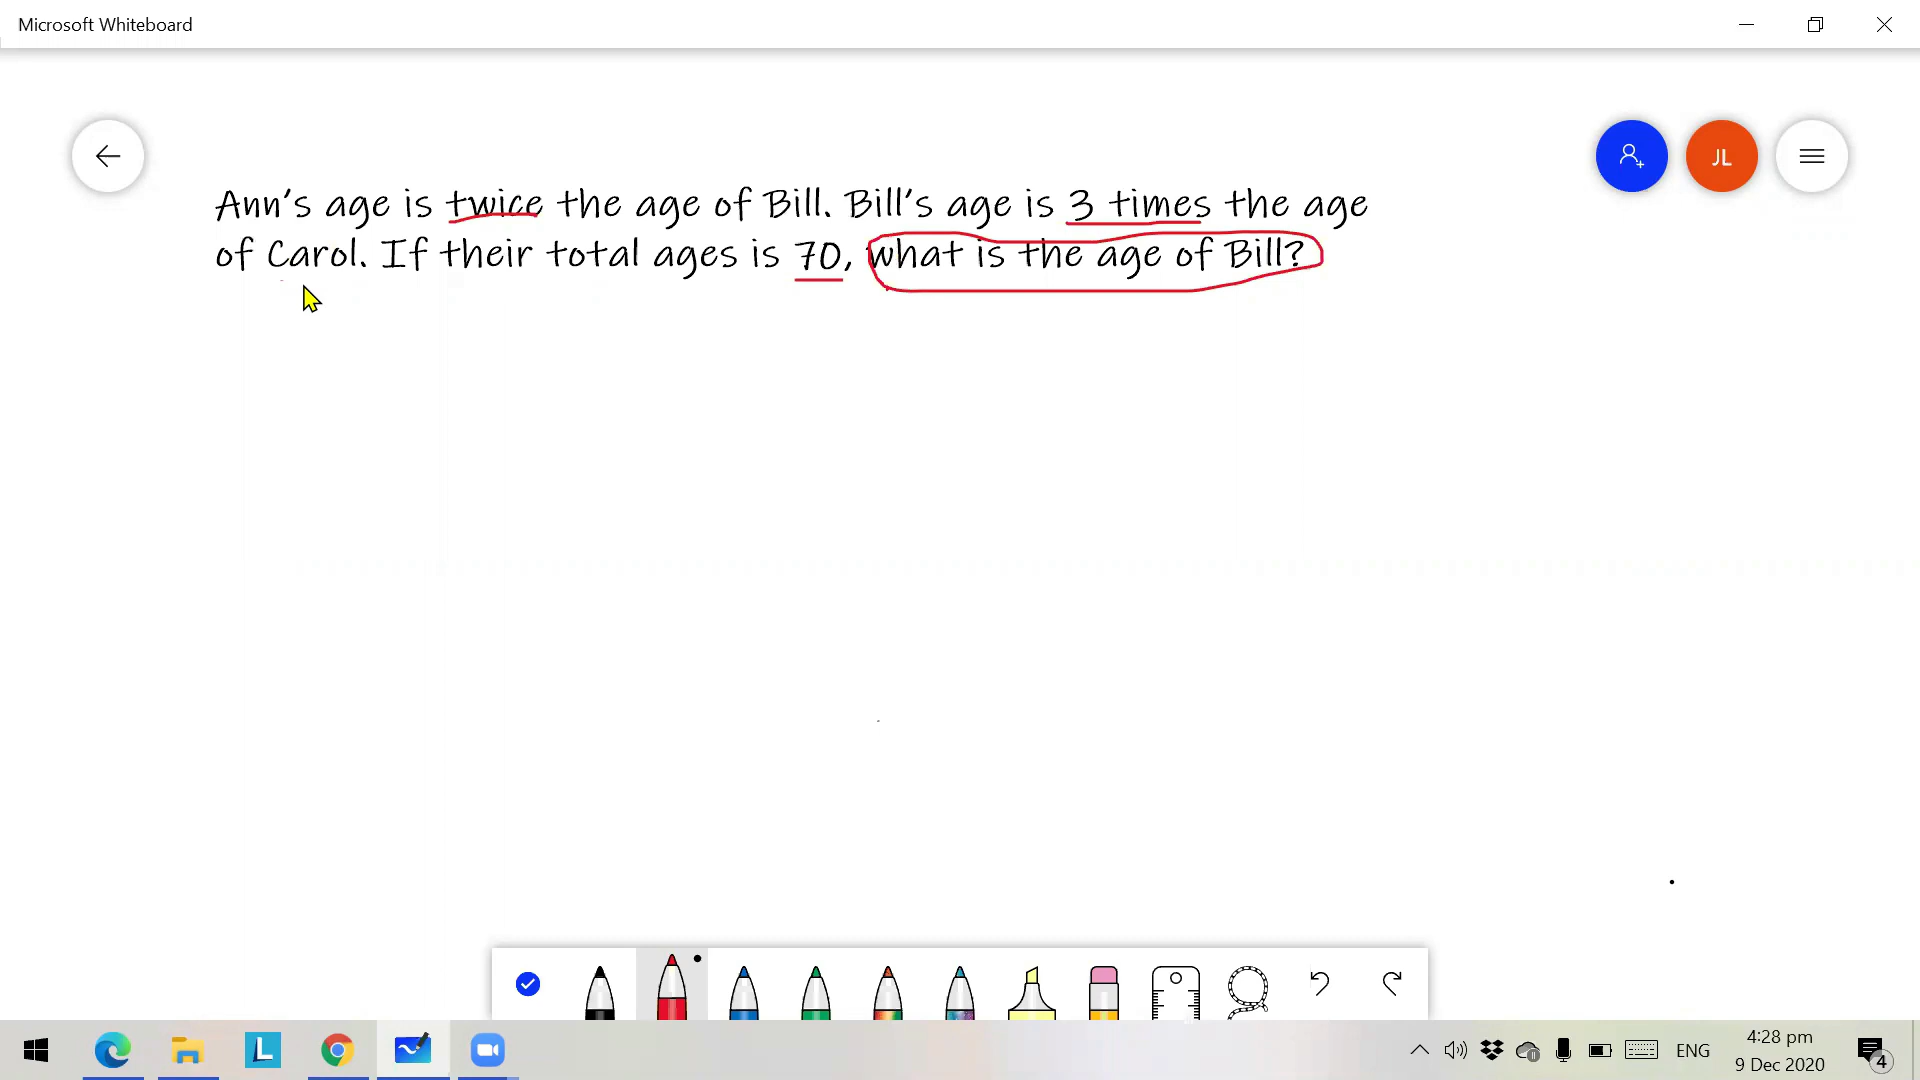 Microsoft Whiteboard
JL
Ann's age is twice the age of Bill. Bill's age is 3 times the age
of Carol. If their total ages is 70, what is the age of Bill?
L
ENG
4:28 pm
9 Dec 2020
4